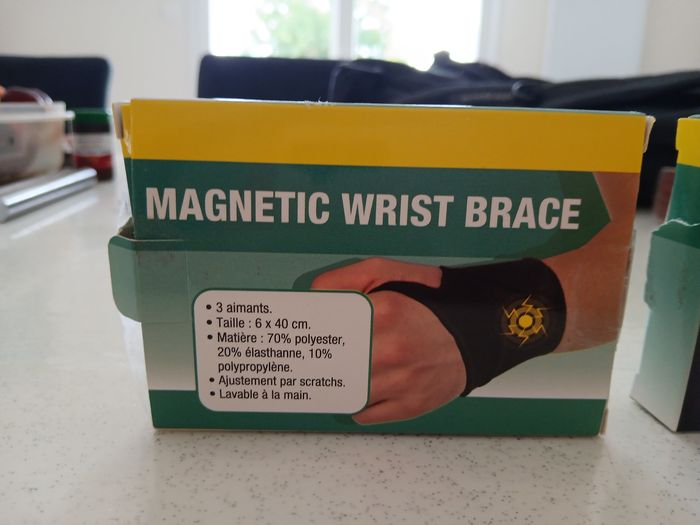 MAGNETIC WRIST BRACE
• 3 aimants.
• Taille : 6 x 40 cm.
• Matière : 70% polyester,
20% élasthanne, 10%
polypropylène.
• Ajustement par scratchs.
• Lavable à la main.